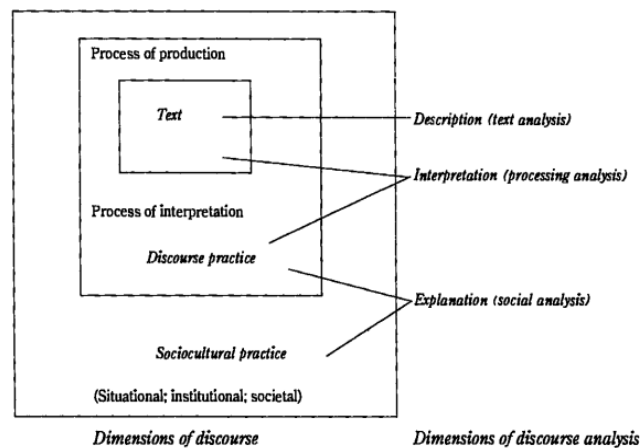 Process of production
Text
Description (text analysis)
Interpretation (processing analysis)
Process of interpretation
Discourse practice
Explanation (social analysis)
Sociocultural practice
(Situational; institutional; societal)
Dimensions of discourse
Dimensions of discourse analysis